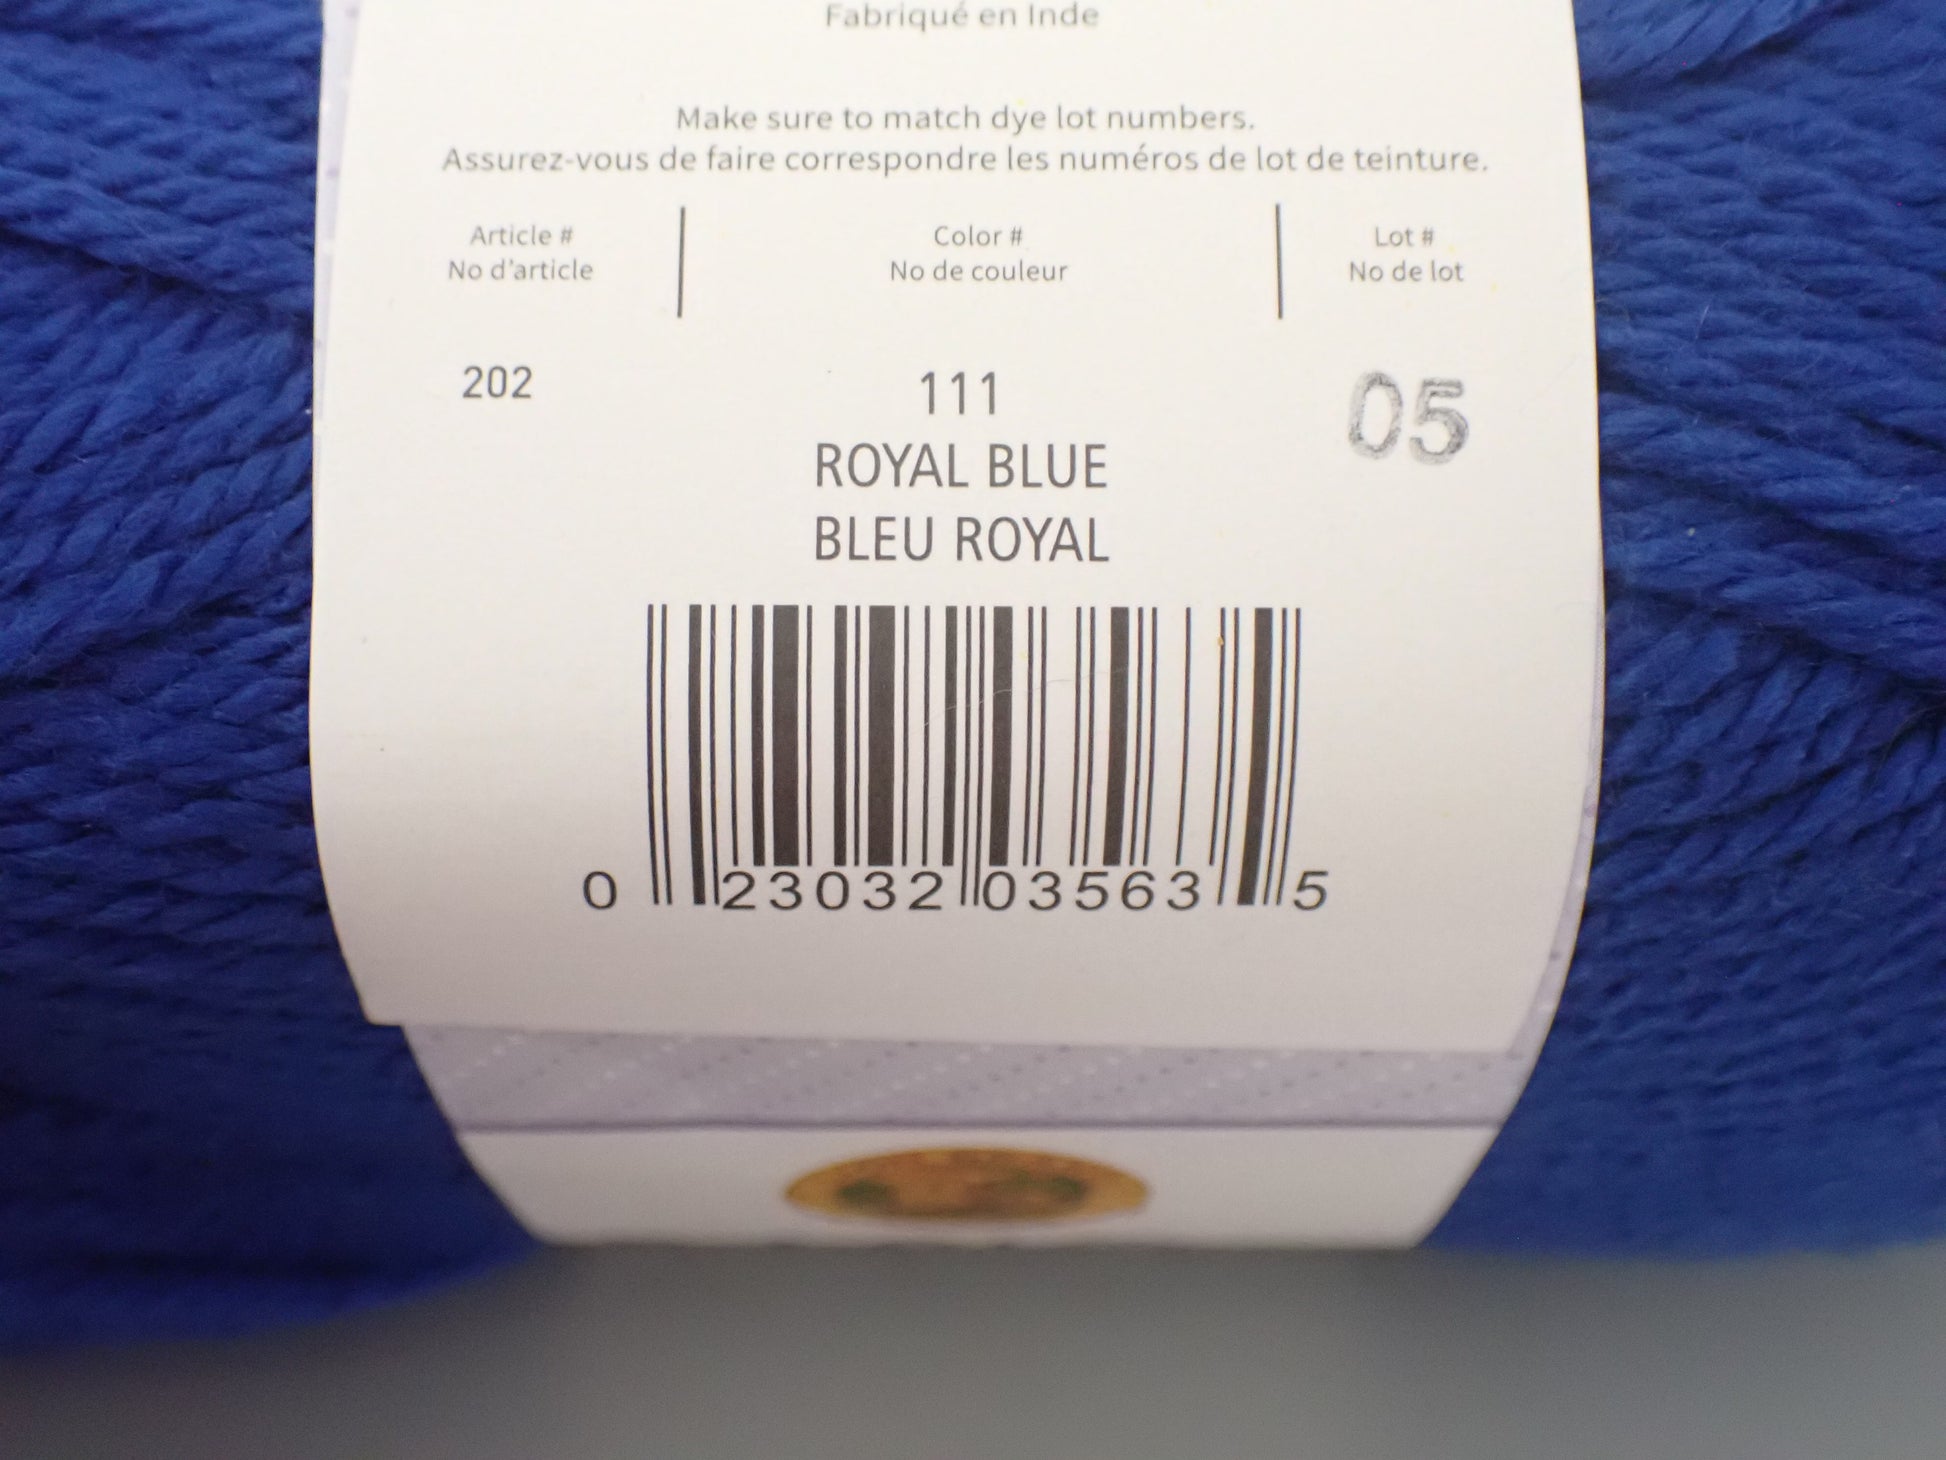 Fabriqué en Inde
Make sure to match dye lot numbers.
Assurez-vous de faire correspondre les numéros de lot de teinture.
Article #
No d'article
Color #
No de couleur
Lot #
No de lot
202
111
ROYAL BLUE
BLEU ROYAL
05
0 23032 03563 5